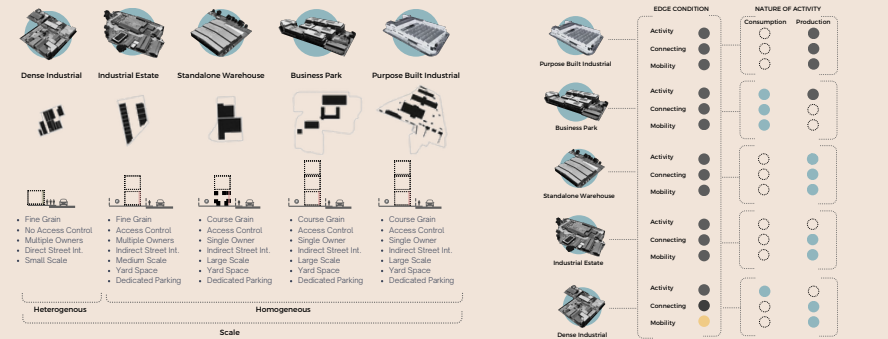 Dense Industrial
Industrial Estate
Standalone Warehouse
Business Park
Purpose Built Industrial
Fine Grain
No Access Control
Multiple Owners
Direct Street Int.
Small Scale
Fine Grain
Access Control
Multiple Owners
Indirect Street Int.
Medium Scale
Yard Space
Dedicated Parking
Course Grain
Access Control
Single Owner
Indirect Street Int.
Large Scale
Yard Space
Dedicated Parking
Course Grain
Access Control
Single Owner
Indirect Street Int.
Large Scale
Yard Space
Dedicated Parking
Course Grain
Access Control
Single Owner
Indirect Street Int.
Large Scale
Yard Space
Dedicated Parking
Heterogenous
Homogeneous
Scale
EDGE CONDITION
NATURE OF ACTIVITY
Consumption
Production
Purpose Built Industrial
Activity
Connecting
Mobility
Business Park
Activity
Connecting
Mobility
Standalone Warehouse
Activity
Connecting
Mobility
Industrial Estate
Activity
Connecting
Mobility
Dense Industrial
Activity
Connecting
Mobility